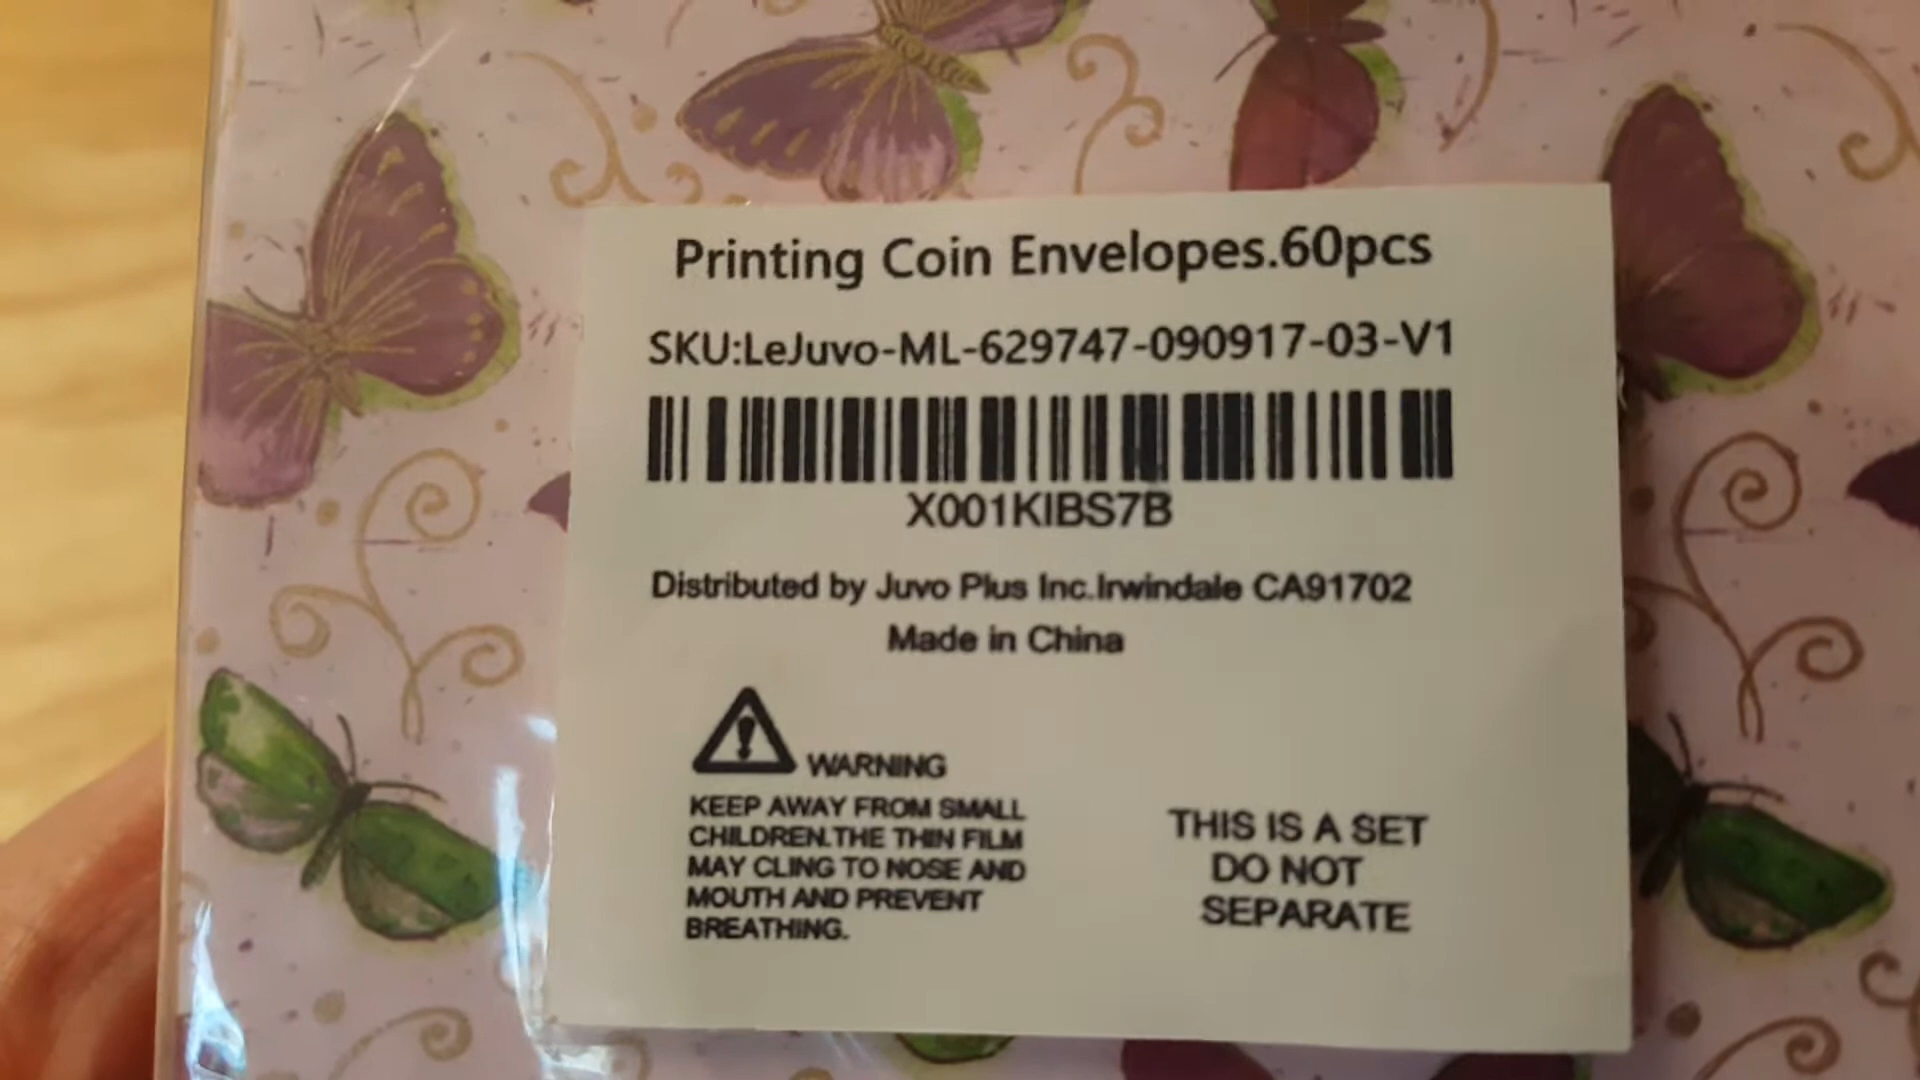 Printing Coin Envelopes.60pcs
SKU:LeJuvo-ML-629747-090917-03-V1
X001KIBS7B
Distributed by Juvo Plus Inc.Irwindale CA91702
Made in China
WARNING
KEEP AWAY FROM SMALL
CHILDREN.THE THIN FILM
MAY CLING TO NOSE AND
MOUTH AND PREVENT
BREATHING.
THIS IS A SET
DO NOT
SEPARATE